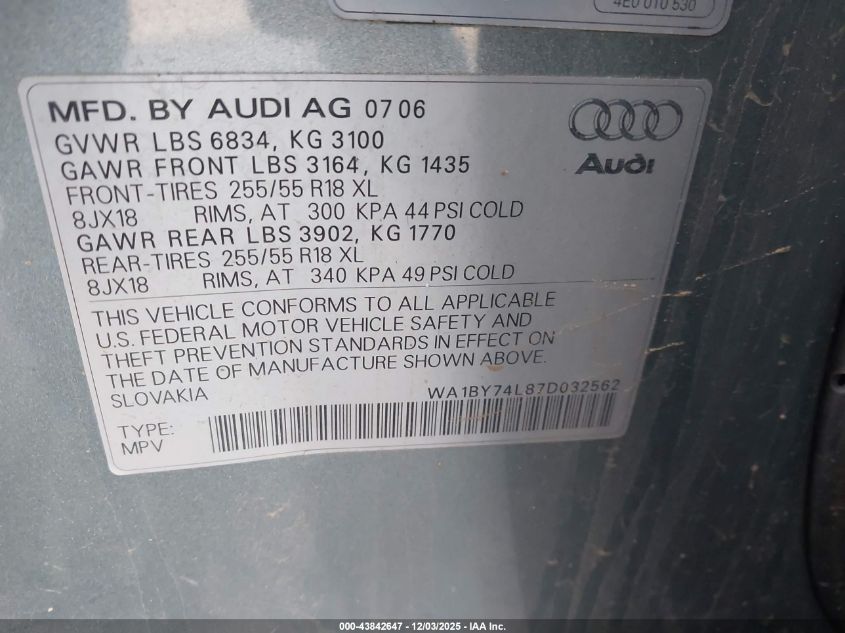 4E0 010 530
MFD. BY AUDI AG 07 06
GVWR LBS 6834, KG 3100
GAWR FRONT LBS 3164, KG 1435
FRONT-TIRES 255/55 R18 XL
8JX18 RIMS, AT 300 KPA 44 PSI COLD
GAWR REAR LBS 3902, KG 1770
REAR-TIRES 255/55 R18 XL
8JX18 RIMS, AT 340 KPA 49 PSI COLD
Audi
THIS VEHICLE CONFORMS TO ALL APPLICABLE
U.S. FEDERAL MOTOR VEHICLE SAFETY AND
THEFT PREVENTION STANDARDS IN EFFECT ON
THE DATE OF MANUFACTURE SHOWN ABOVE.
SLOVAKIA WA1BY74L87D032562
TYPE:
MPV
000-43842647 - 12/03/2025 - IAA Inc.